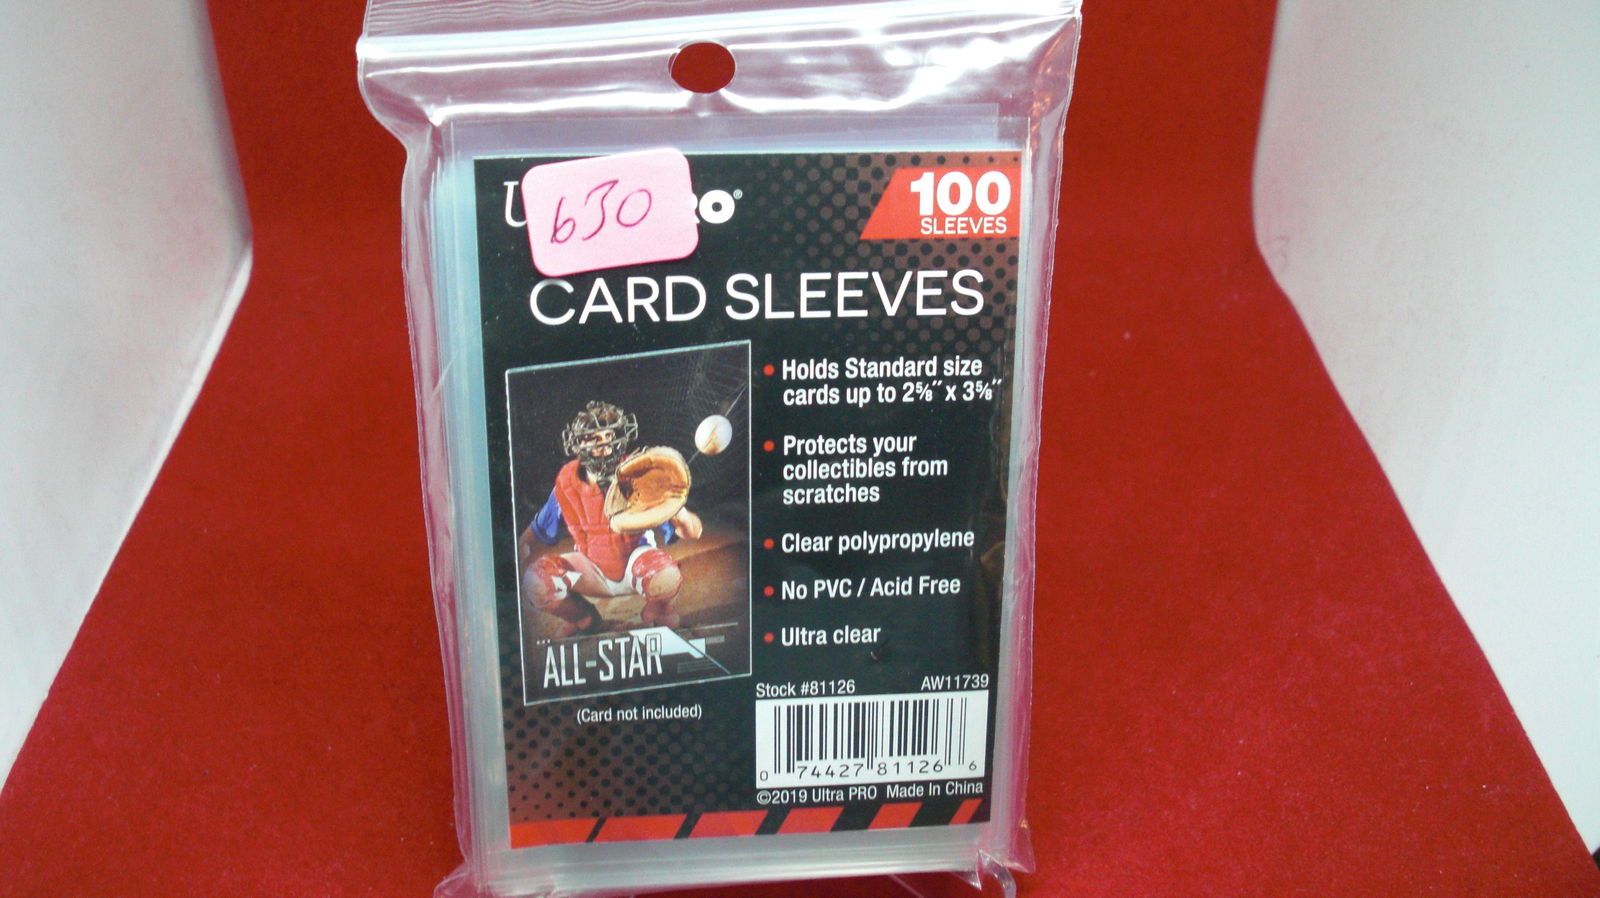 630
100
SLEEVES
CARD SLEEVES
• Holds Standard size
cards up to 2⅝" x 3⅝"
• Protects your
collectibles from
scratches
• Clear polypropylene
• No PVC / Acid Free
• Ultra clear
ALL-STAR
(Card not included)
Stock #81126 AW11739
0 74427 81126 6
©2019 Ultra PRO Made In China